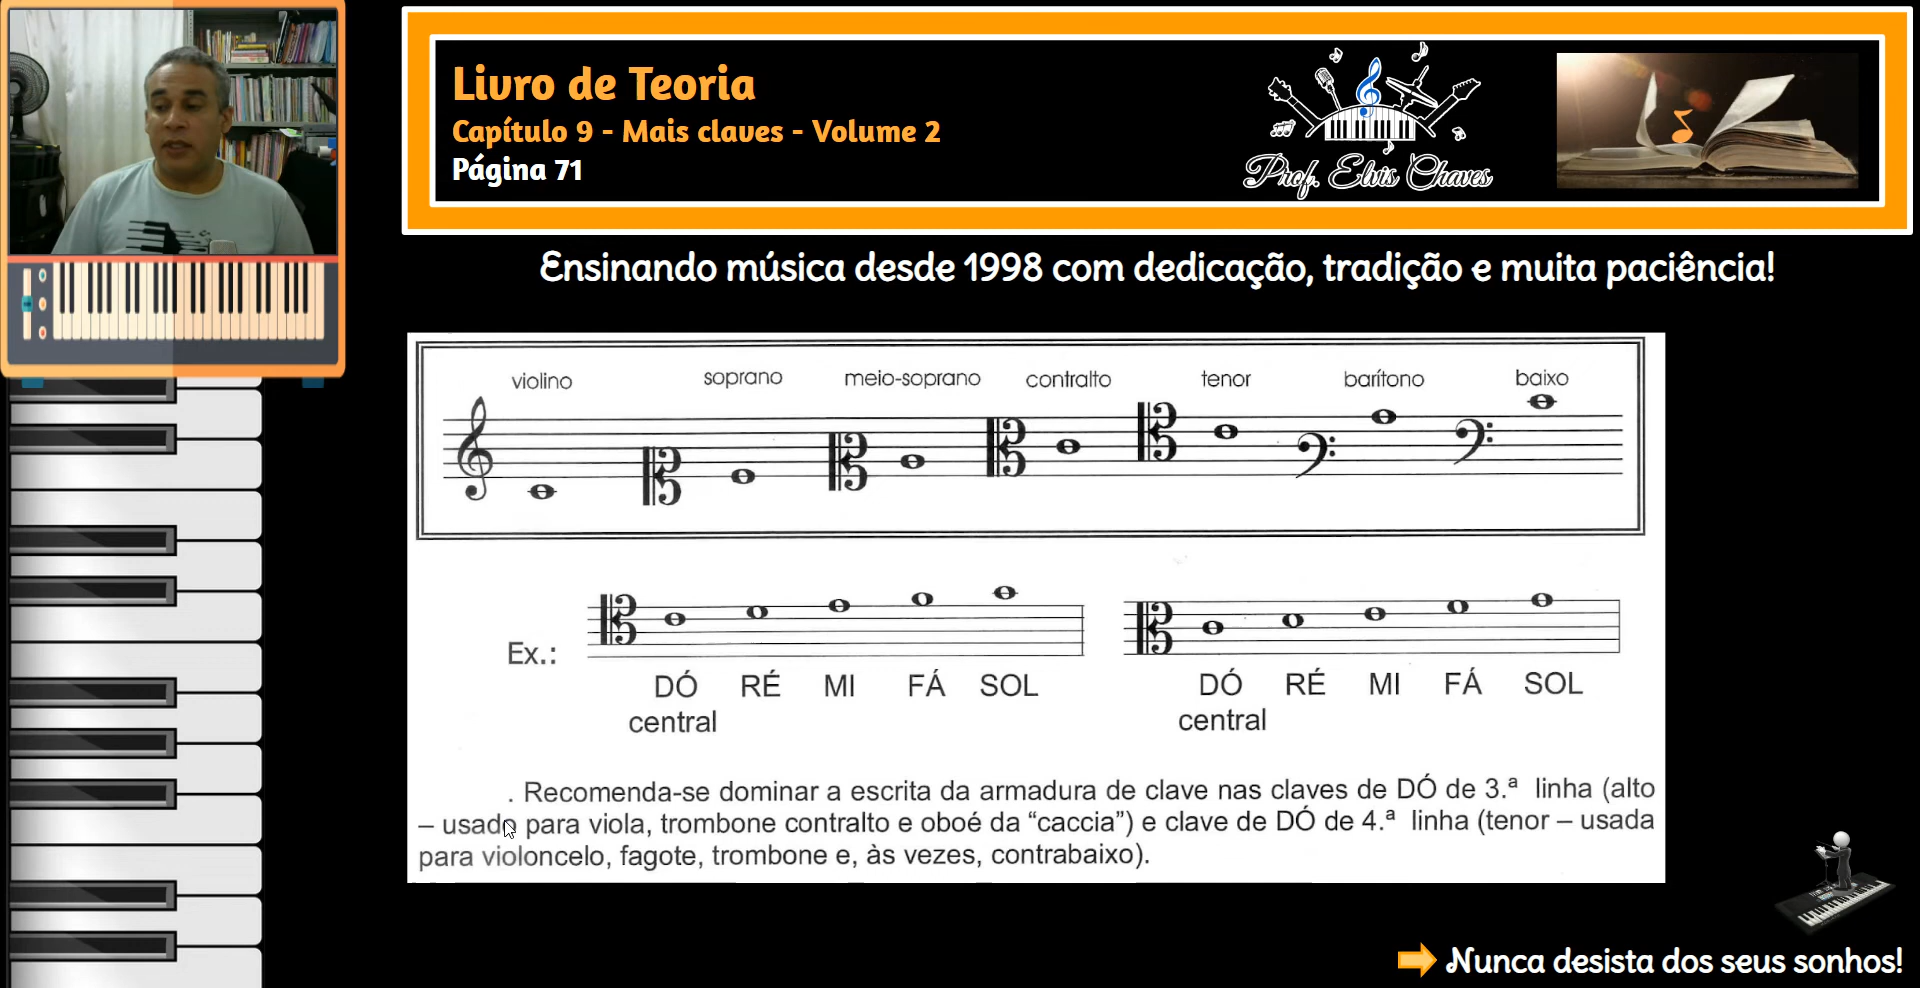 Livro de Teoria
Capítulo 9 - Mais claves - Volume 2
Página 71
Prof. Elvis Chaves
Ensinando música desde 1998 com dedicação, tradição e muita paciência!
violino soprano meio-soprano contralto tenor barítono baixo
Ex.:
DÓ RÉ MI FÁ SOL DÓ RÉ MI FÁ SOL
central central
. Recomenda-se dominar a escrita da armadura de clave nas claves de DÓ de 3.ª linha (alto
– usado para viola, trombone contralto e oboé da “caccia”) e clave de DÓ de 4.ª linha (tenor – usada
para violoncelo, fagote, trombone e, às vezes, contrabaixo).
Nunca desista dos seus sonhos!